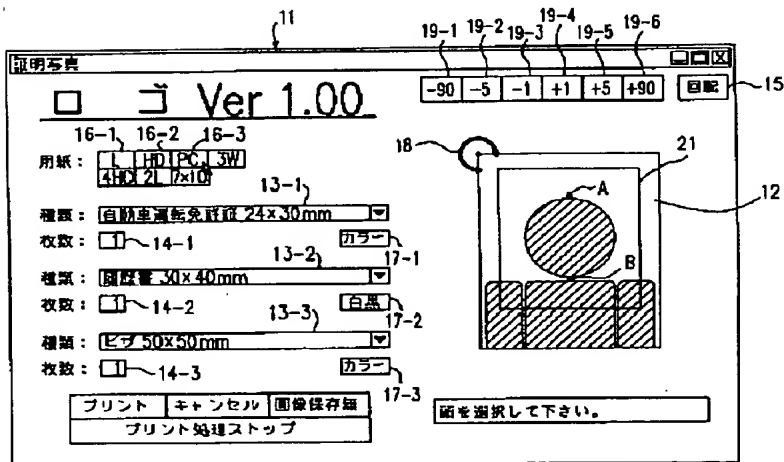 11
19-1 19-2 19-3 19-4 19-5 19-6
証明写真
ロ ゴ Ver 1.00
-90 -5 -1 +1 +5 +90 回転 15
16-1 16-2 16-3
用紙： L HD PC 3W
4HD 2L 7×10
18 21 12
A
B
13-1
種類： 自動車運転免許証 24×30mm
枚数： 1 14-1 カラー 17-1
13-2
種類： 履歴書 30×40mm
枚数： 1 14-2 白黒 17-2
13-3
種類： ビザ 50×50mm
枚数： 1 14-3 カラー 17-3
プリント キャンセル 画像保存無
プリント処理ストップ
顔を選択して下さい。